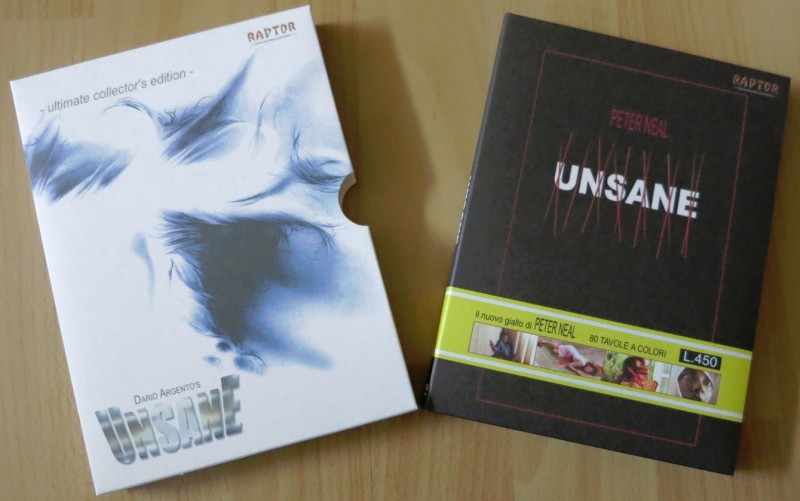 RAPTOR
- ultimate collector's edition -
DARIO ARGENTO'S
UNSANE
RAPTOR
PETER NEAL
UNSANE
il nuovo giallo di PETER NEAL
80 TAVOLE A COLORI
L.450